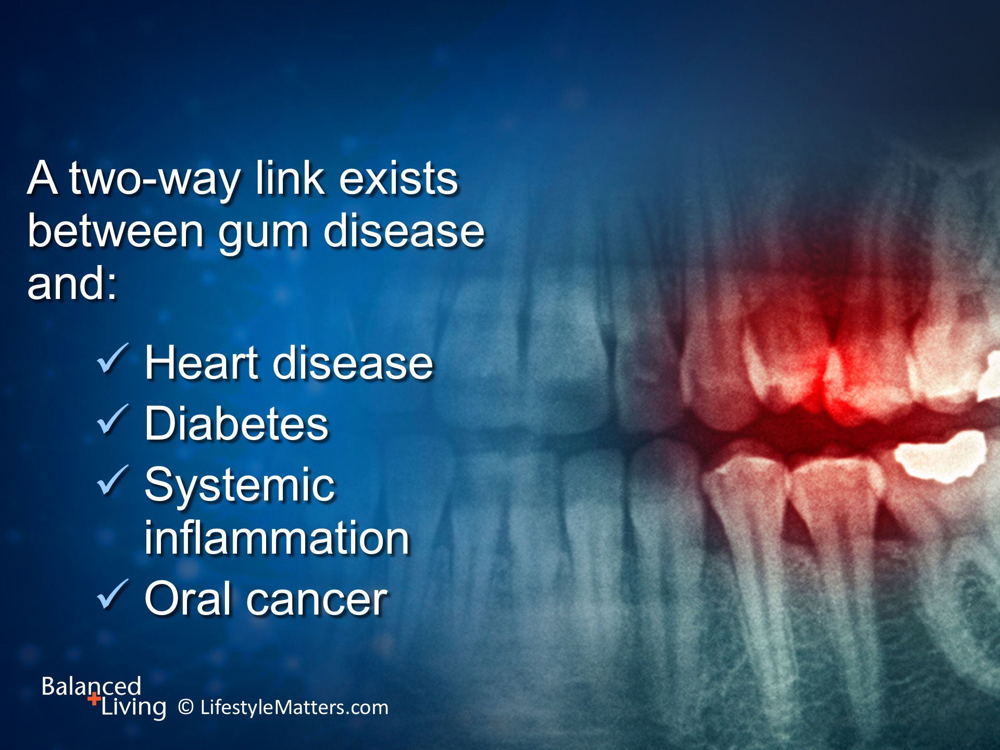 A two-way link exists
between gum disease
and:
✓ Heart disease
✓ Diabetes
✓ Systemic
inflammation
✓ Oral cancer
Balanced
Living © LifestyleMatters.com